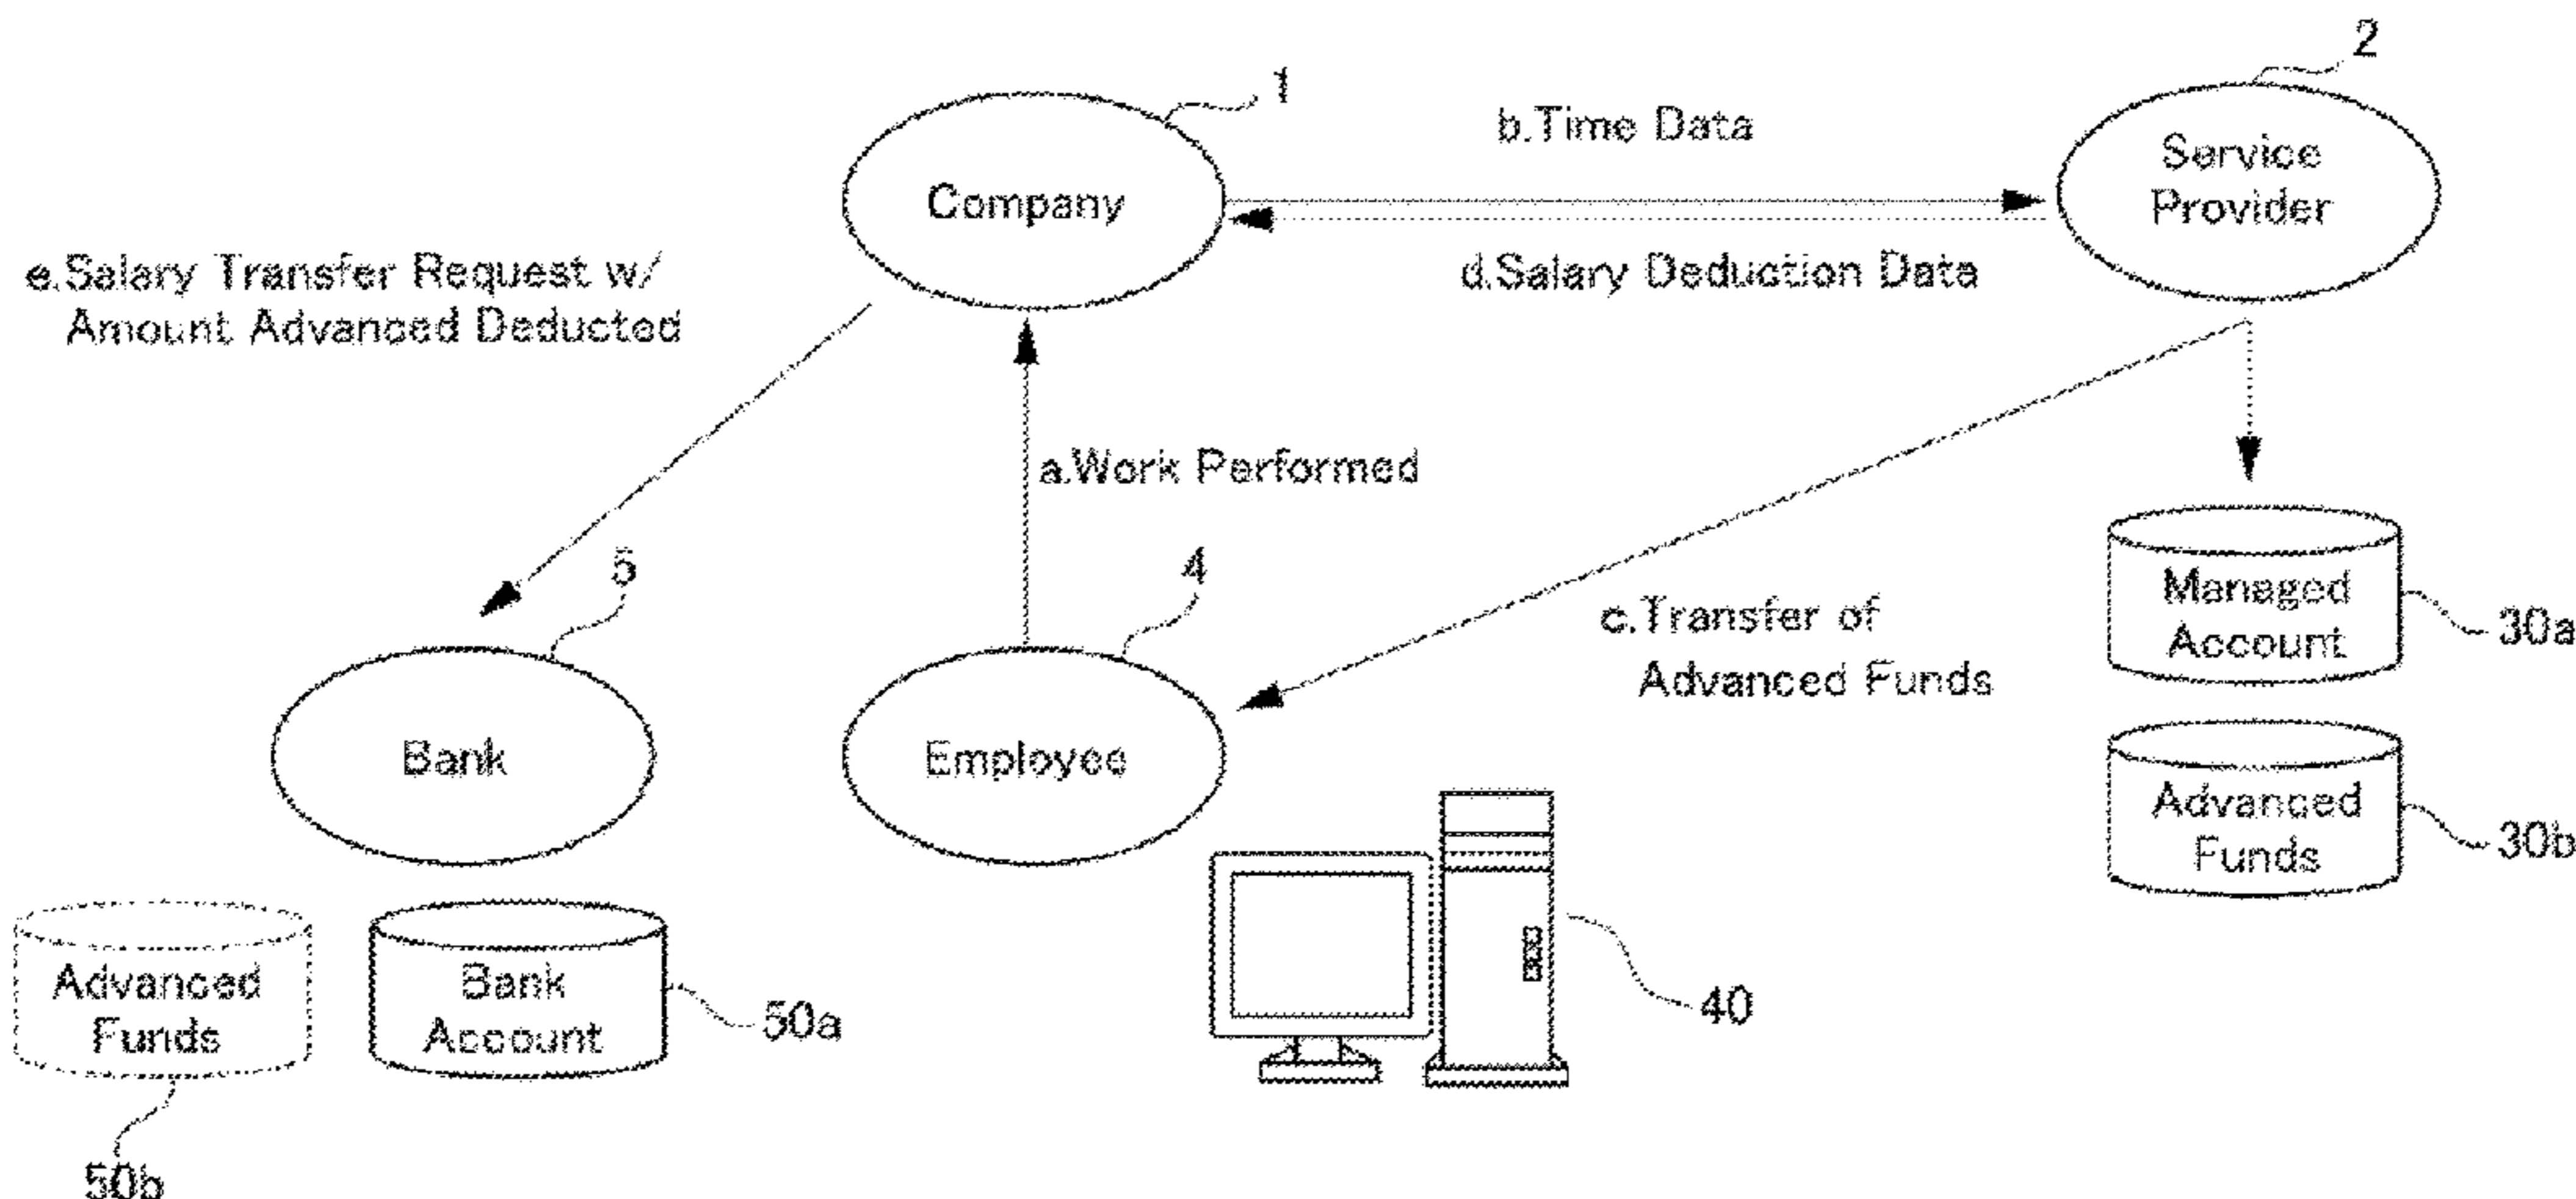 2
1
b.Time Data
Service
Provider
Company
e.Salary Transfer Request w/
Amount Advanced Deducted
d.Salary Deduction Data
a.Work Performed
5
4
c.Transfer of
Advanced Funds
Managed
Account
30a
Bank
Employee
Advanced
Funds
30b
Advanced
Funds
Bank
Account
50a
40
50b